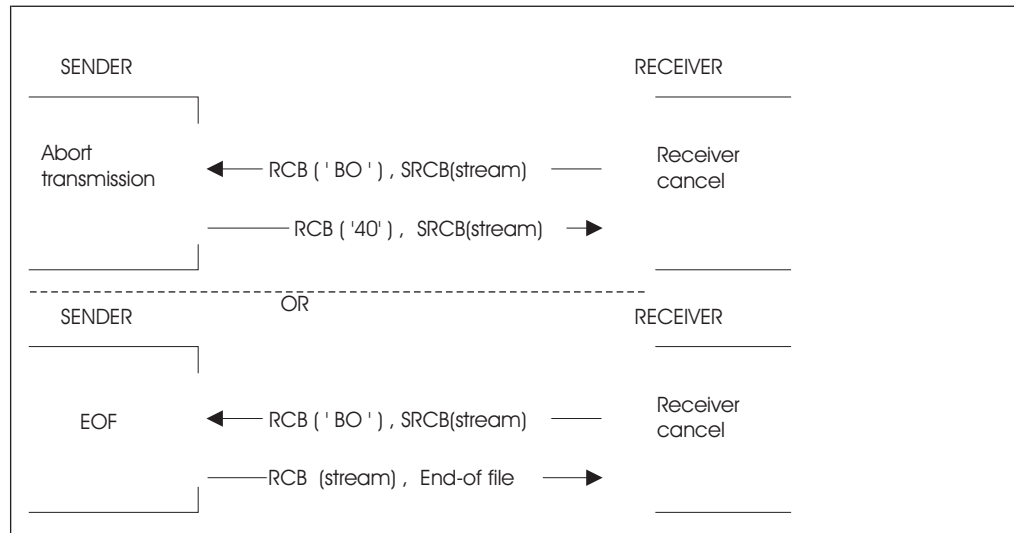 SENDER
RECEIVER
Abort
transmission
RCB ( ' BO ' ) , SRCB(stream)
Receiver
cancel
RCB ( '40' ) , SRCB(stream)
OR
SENDER
RECEIVER
EOF
RCB ( ' BO ' ) , SRCB(stream)
Receiver
cancel
RCB (stream) , End-of file